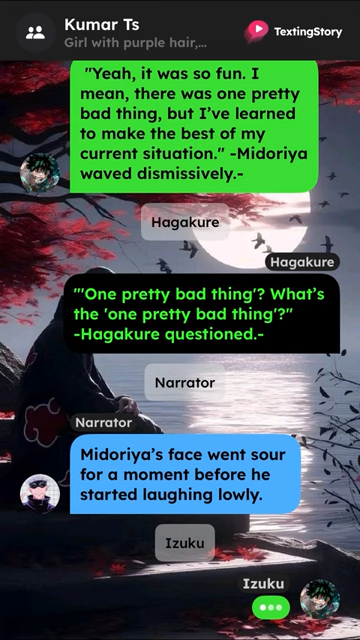 Kumar Ts
Girl with purple hair,...
TextingStory
"Yeah, it was so fun. I
mean, there was one pretty
bad thing, but I’ve learned
to make the best of my
current situation." -Midoriya
waved dismissively.-
Hagakure
Hagakure
"'One pretty bad thing'? What’s
the 'one pretty bad thing'?"
-Hagakure questioned.-
Narrator
Narrator
Midoriya’s face went sour
for a moment before he
started laughing lowly.
Izuku
Izuku